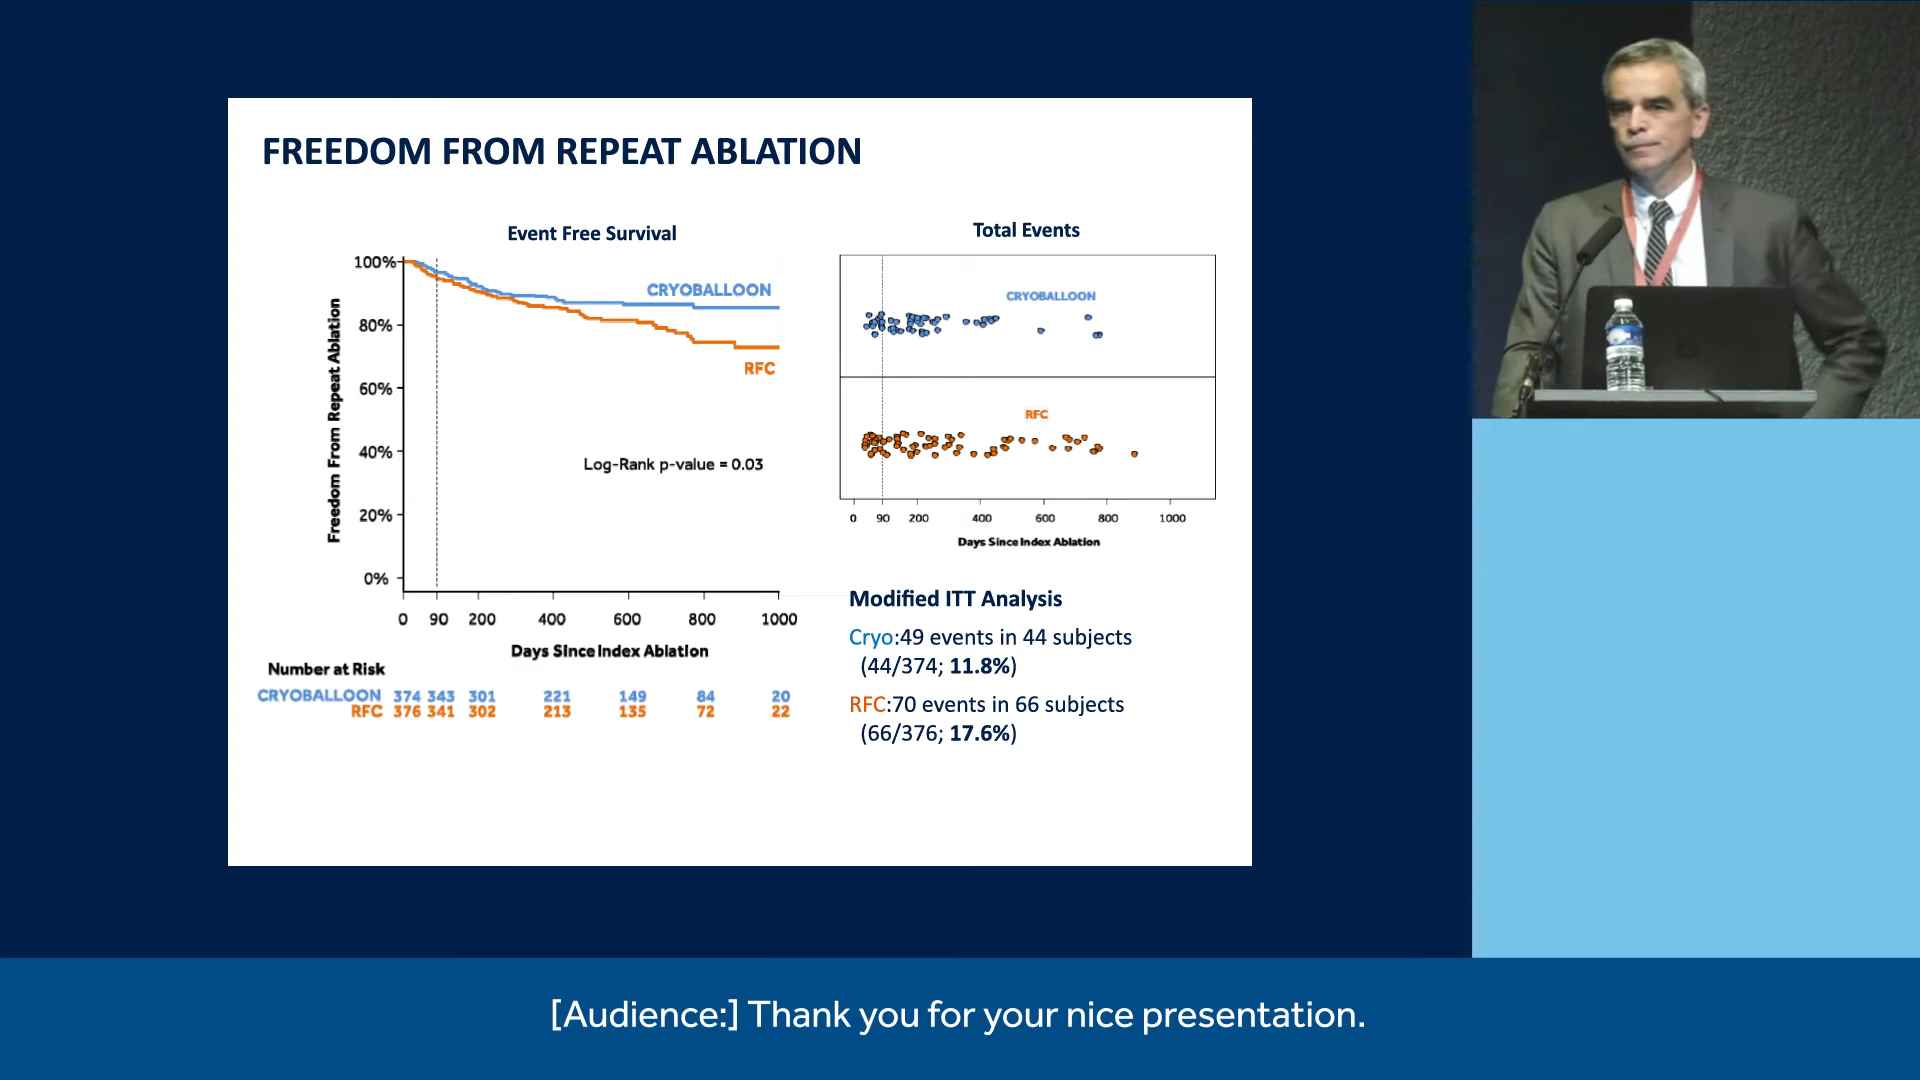 FREEDOM FROM REPEAT ABLATION
Event Free Survival
100%
80%
60%
40%
20%
0%
Freedom From Repeat Ablation
CRYOBALLOON
RFC
Log-Rank p-value = 0.03
0 90 200 400 600 800 1000
Days Since Index Ablation
Number at Risk
CRYOBALLOON 374 343 301 221 149 84 20
RFC 376 341 302 213 135 72 22
Total Events
CRYOBALLOON
RFC
0 90 200 400 600 800 1000
Days Since Index Ablation
Modified ITT Analysis
Cryo:49 events in 44 subjects
(44/374; 11.8%)
RFC:70 events in 66 subjects
(66/376; 17.6%)
[Audience:] Thank you for your nice presentation.